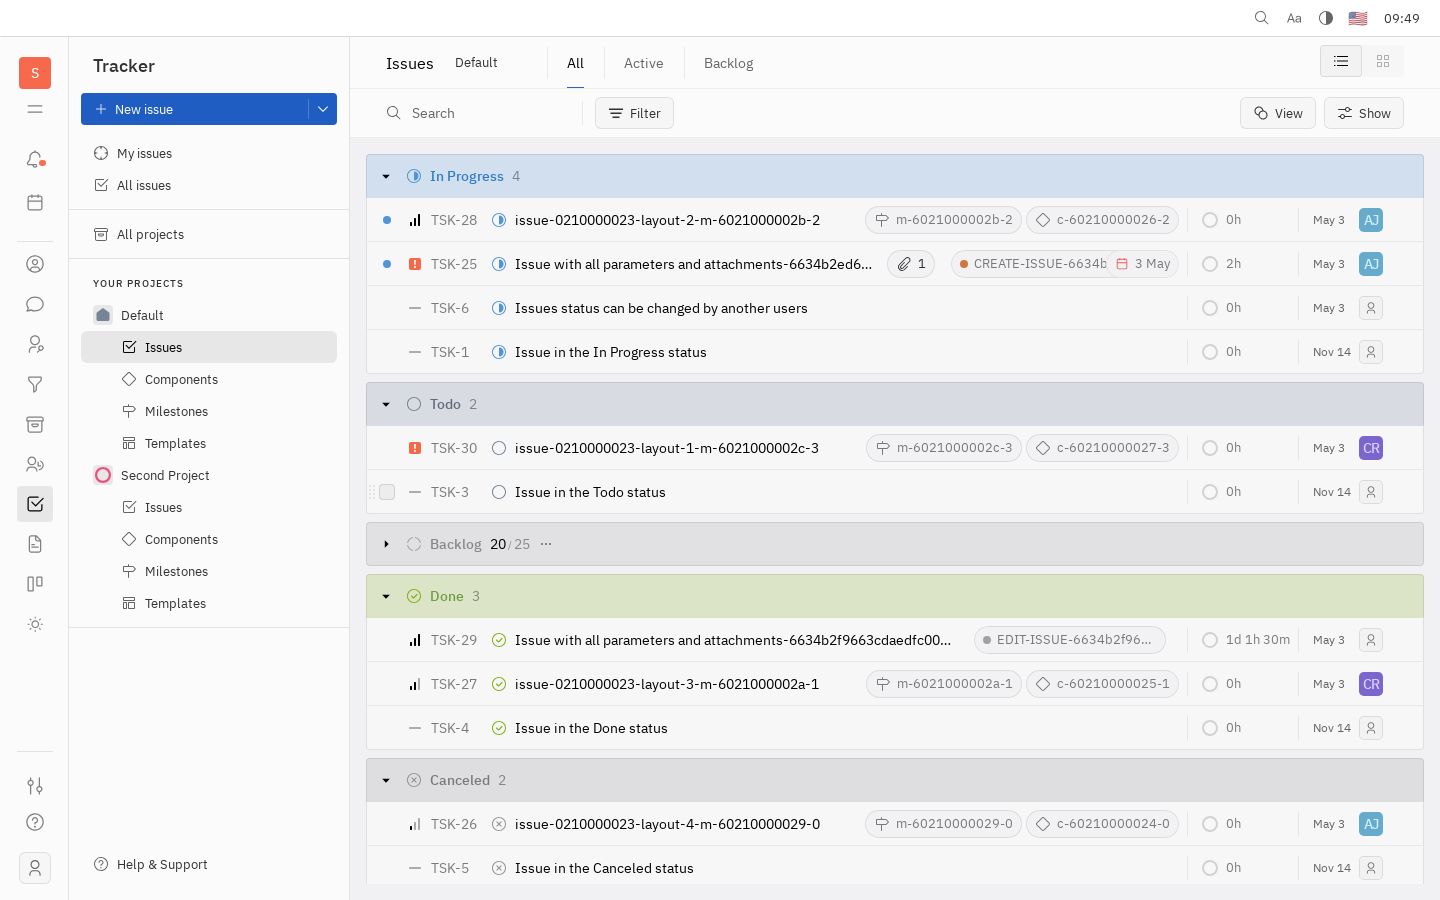 Aa 09:49
S
Tracker
New issue
My issues
All issues
All projects
YOUR PROJECTS
Default
Issues
Components
Milestones
Templates
Second Project
Issues
Components
Milestones
Templates
Help & Support
Issues Default All Active Backlog
Search Filter View Show
In Progress 4
TSK-28 issue-0210000023-layout-2-m-6021000002b-2 m-6021000002b-2 c-60210000026-2 0h May 3 AJ
TSK-25 Issue with all parameters and attachments-6634b2ed6... 1 CREATE-ISSUE-6634b 3 May 2h May 3 AJ
TSK-6 Issues status can be changed by another users 0h May 3
TSK-1 Issue in the In Progress status 0h Nov 14
Todo 2
TSK-30 issue-0210000023-layout-1-m-6021000002c-3 m-6021000002c-3 c-60210000027-3 0h May 3 CR
TSK-3 Issue in the Todo status 0h Nov 14
Backlog 20/25 ...
Done 3
TSK-29 Issue with all parameters and attachments-6634b2f9663cdaedfc00... EDIT-ISSUE-6634b2f96... 1d 1h 30m May 3
TSK-27 issue-0210000023-layout-3-m-6021000002a-1 m-6021000002a-1 c-60210000025-1 0h May 3 CR
TSK-4 Issue in the Done status 0h Nov 14
Canceled 2
TSK-26 issue-0210000023-layout-4-m-60210000029-0 m-60210000029-0 c-60210000024-0 0h May 3 AJ
TSK-5 Issue in the Canceled status 0h Nov 14